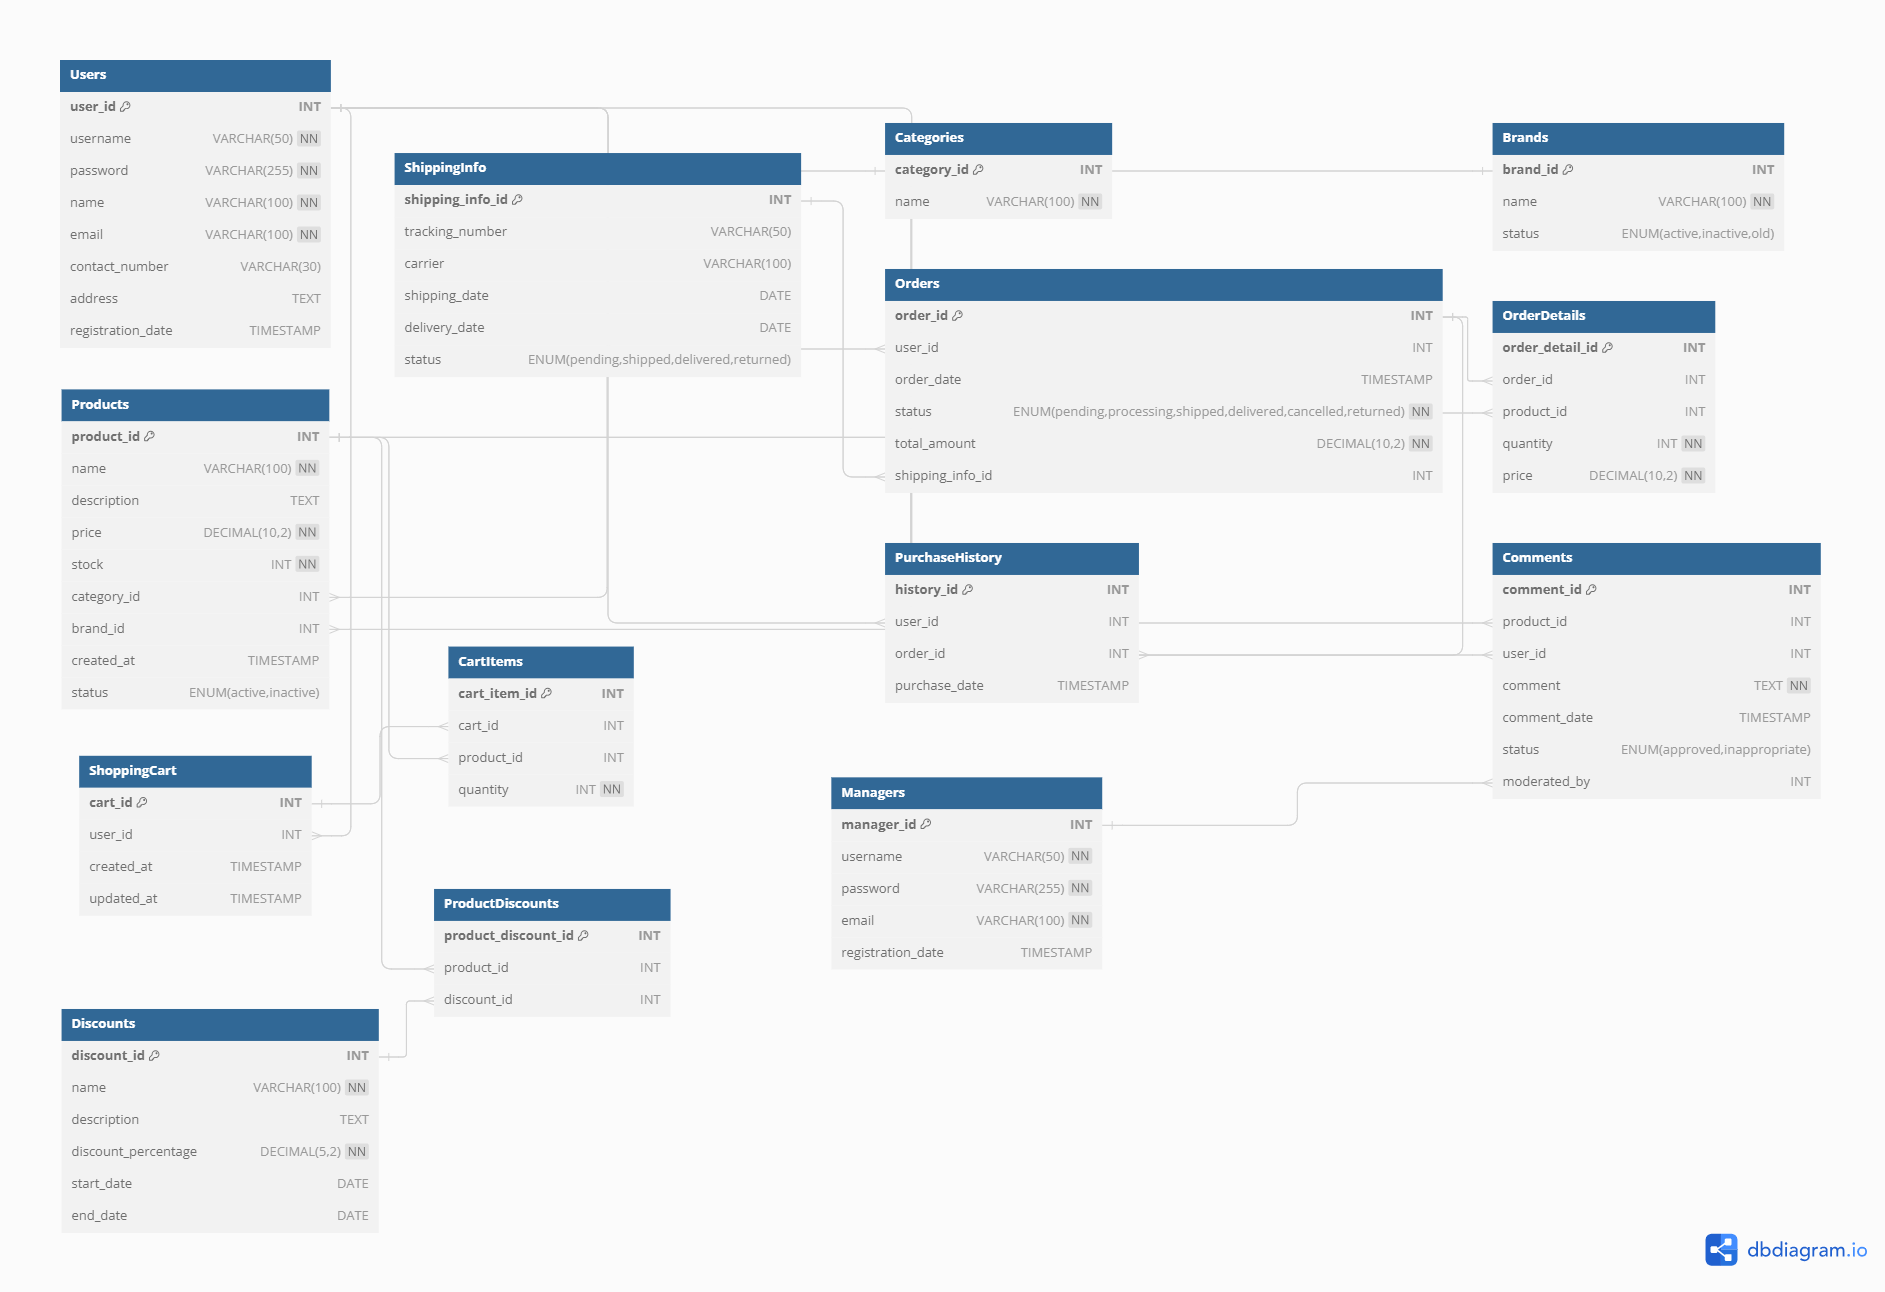 Users
user_id INT
username VARCHAR(50) NN
password VARCHAR(255) NN
name VARCHAR(100) NN
email VARCHAR(100) NN
contact_number VARCHAR(30)
address TEXT
registration_date TIMESTAMP
ShippingInfo
shipping_info_id INT
tracking_number VARCHAR(50)
carrier VARCHAR(100)
shipping_date DATE
delivery_date DATE
status ENUM(pending,shipped,delivered,returned)
Categories
category_id INT
name VARCHAR(100) NN
Brands
brand_id INT
name VARCHAR(100) NN
status ENUM(active,inactive,old)
Orders
order_id INT
user_id INT
order_date TIMESTAMP
status ENUM(pending,processing,shipped,delivered,cancelled,returned) NN
total_amount DECIMAL(10,2) NN
shipping_info_id INT
OrderDetails
order_detail_id INT
order_id INT
product_id INT
quantity INT NN
price DECIMAL(10,2) NN
Products
product_id INT
name VARCHAR(100) NN
description TEXT
price DECIMAL(10,2) NN
stock INT NN
category_id INT
brand_id INT
created_at TIMESTAMP
status ENUM(active,inactive)
PurchaseHistory
history_id INT
user_id INT
order_id INT
purchase_date TIMESTAMP
Comments
comment_id INT
product_id INT
user_id INT
comment TEXT NN
comment_date TIMESTAMP
status ENUM(approved,inappropriate)
moderated_by INT
CartItems
cart_item_id INT
cart_id INT
product_id INT
quantity INT NN
ShoppingCart
cart_id INT
user_id INT
created_at TIMESTAMP
updated_at TIMESTAMP
Managers
manager_id INT
username VARCHAR(50) NN
password VARCHAR(255) NN
email VARCHAR(100) NN
registration_date TIMESTAMP
ProductDiscounts
product_discount_id INT
product_id INT
discount_id INT
Discounts
discount_id INT
name VARCHAR(100) NN
description TEXT
discount_percentage DECIMAL(5,2) NN
start_date DATE
end_date DATE
dbdiagram.io